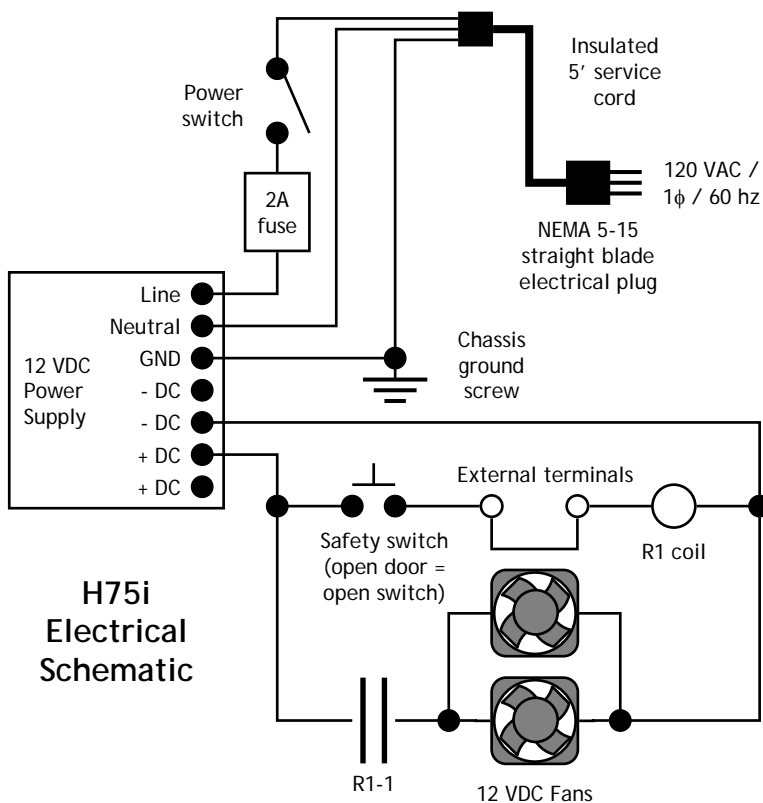 Insulated
5’ service
cord
Power
switch
2A
fuse
120 VAC /
1ϕ / 60 hz
NEMA 5-15
straight blade
electrical plug
Line
Neutral
GND
- DC
- DC
+ DC
+ DC
12 VDC
Power
Supply
Chassis
ground
screw
External terminals
Safety switch
(open door =
open switch)
R1 coil
H75i
Electrical
Schematic
R1-1
12 VDC Fans